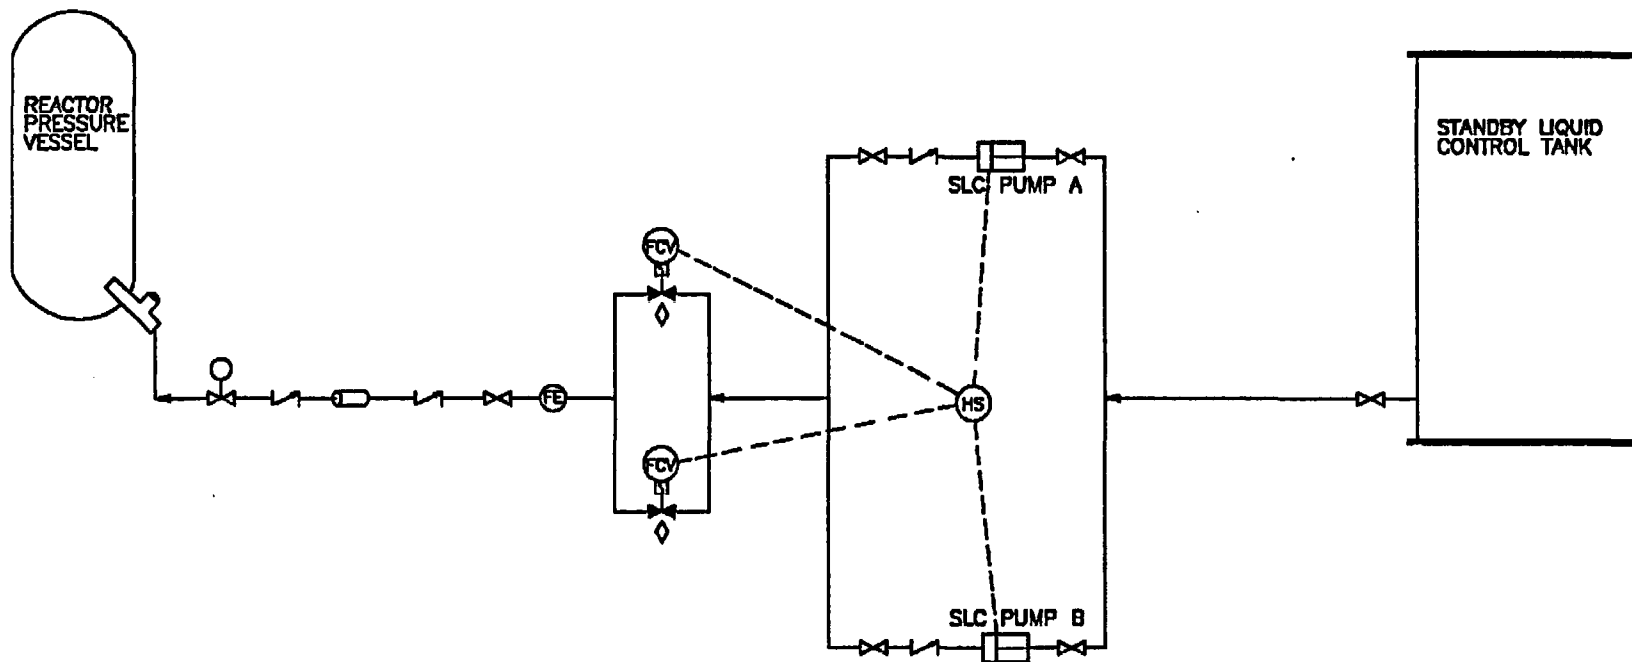 REACTOR
PRESSURE
VESSEL
STANDBY LIQUID
CONTROL TANK
SLC PUMP A
FCV
FE
HS
FCV
SLC PUMP B